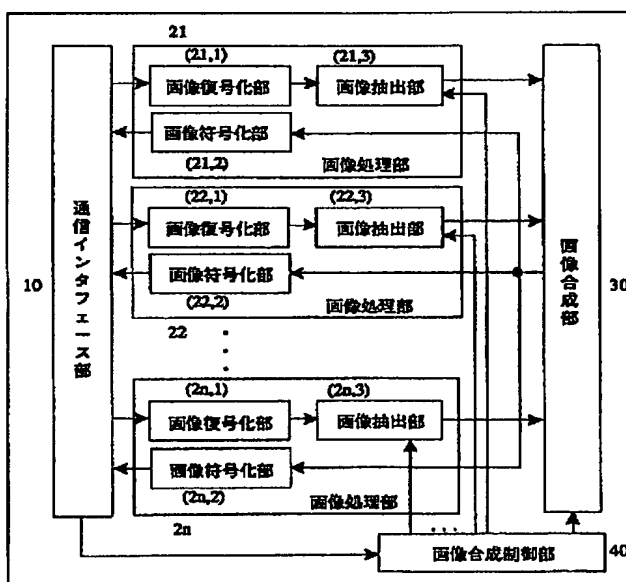 21
(21,1)
(21,3)
画像復号化部
画像抽出部
画像符号化部
(21,2)
画像処理部
(22,1)
(22,3)
画像復号化部
画像抽出部
画像符号化部
(22,2)
画像処理部
22
(2n,1)
(2n,3)
画像復号化部
画像抽出部
画像符号化部
(2n,2)
画像処理部
2n
10
通信インタフェース部
画像合成部
30
画像合成制御部
40